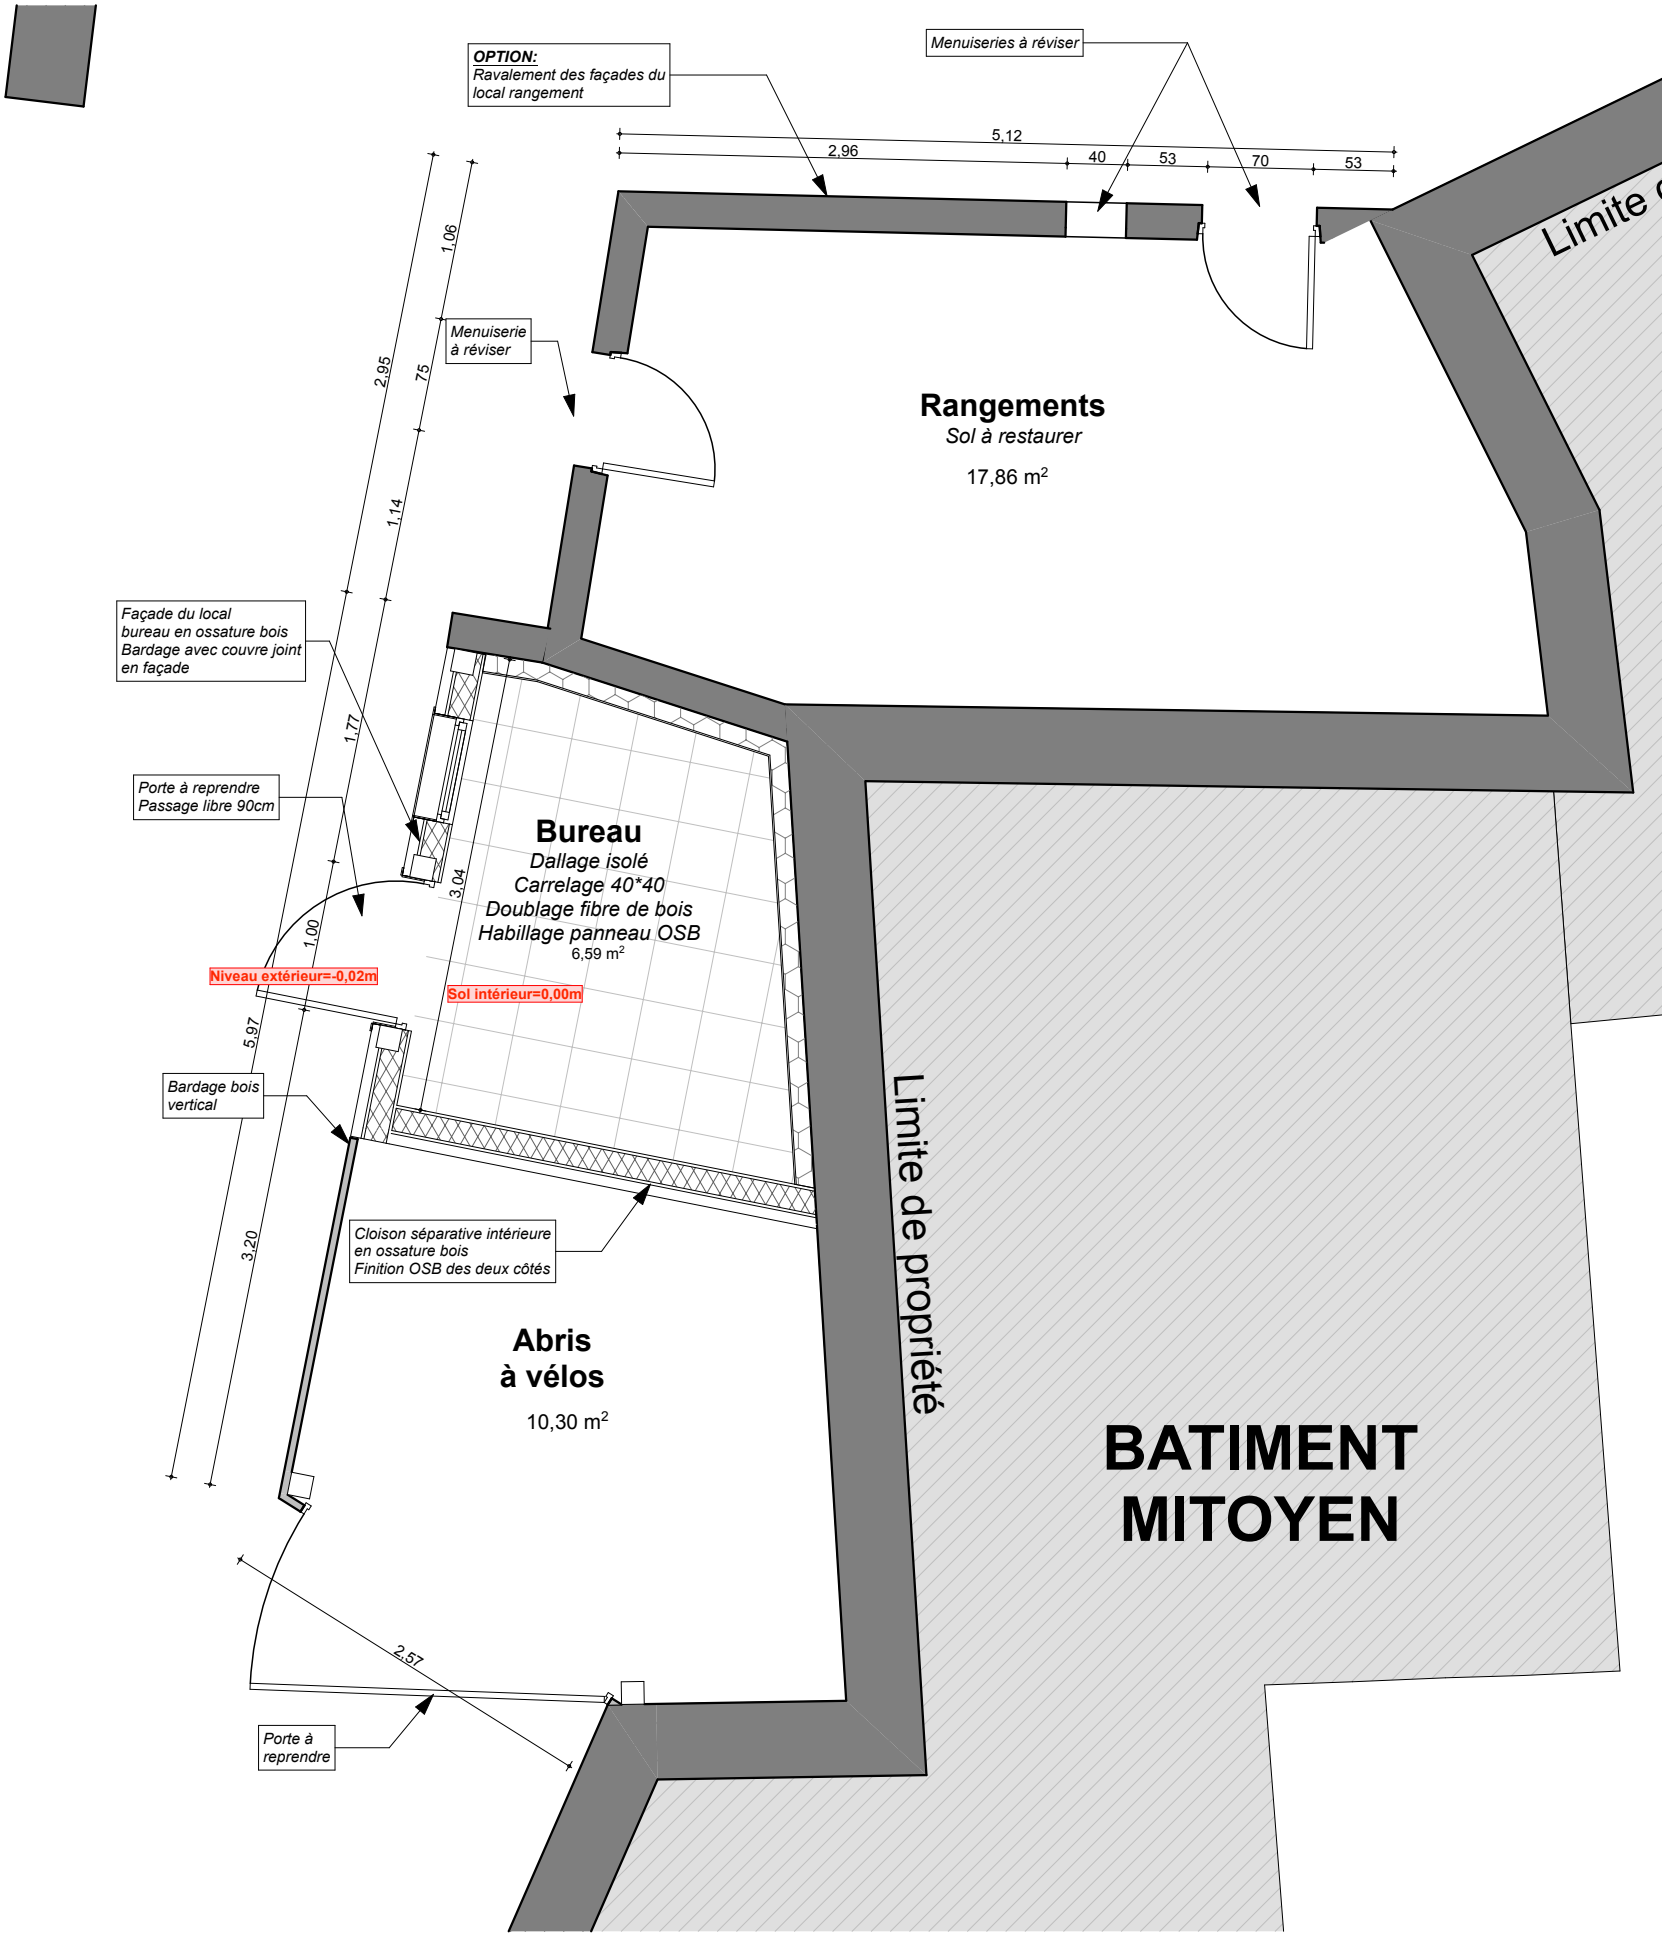 OPTION:
Ravalement des façades du
local rangement
Menuiseries à réviser
5,12
2,96
40
53
70
53
Limite
1,06
2,95
75
1,14
Menuiserie
à réviser
Rangements
Sol à restaurer
17,86 m²
Façade du local
bureau en ossature bois
Bardage avec couvre joint
en façade
1,77
Porte à reprendre
Passage libre 90cm
Bureau
Dallage isolé
Carrelage 40*40
Doublage fibre de bois
Habillage panneau OSB
6,59 m²
3,04
1,00
Niveau extérieur=-0,02m
Sol intérieur=0,00m
5,97
Bardage bois
vertical
3,20
Cloison séparative intérieure
en ossature bois
Finition OSB des deux côtés
Limite de propriété
Abris
à vélos
10,30 m²
BATIMENT
MITOYEN
2,57
Porte à
reprendre